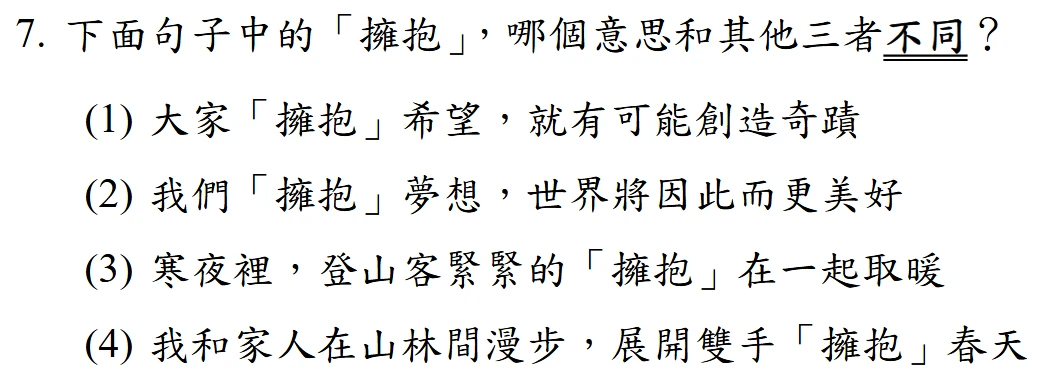 7. 下面句子中的「擁抱」，哪個意思和其他三者不同？
(1) 大家「擁抱」希望，就有可能創造奇蹟
(2) 我們「擁抱」夢想，世界將因此而更美好
(3) 寒夜裡，登山客緊緊的「擁抱」在一起取暖
(4) 我和家人在山林間漫步，展開雙手「擁抱」春天